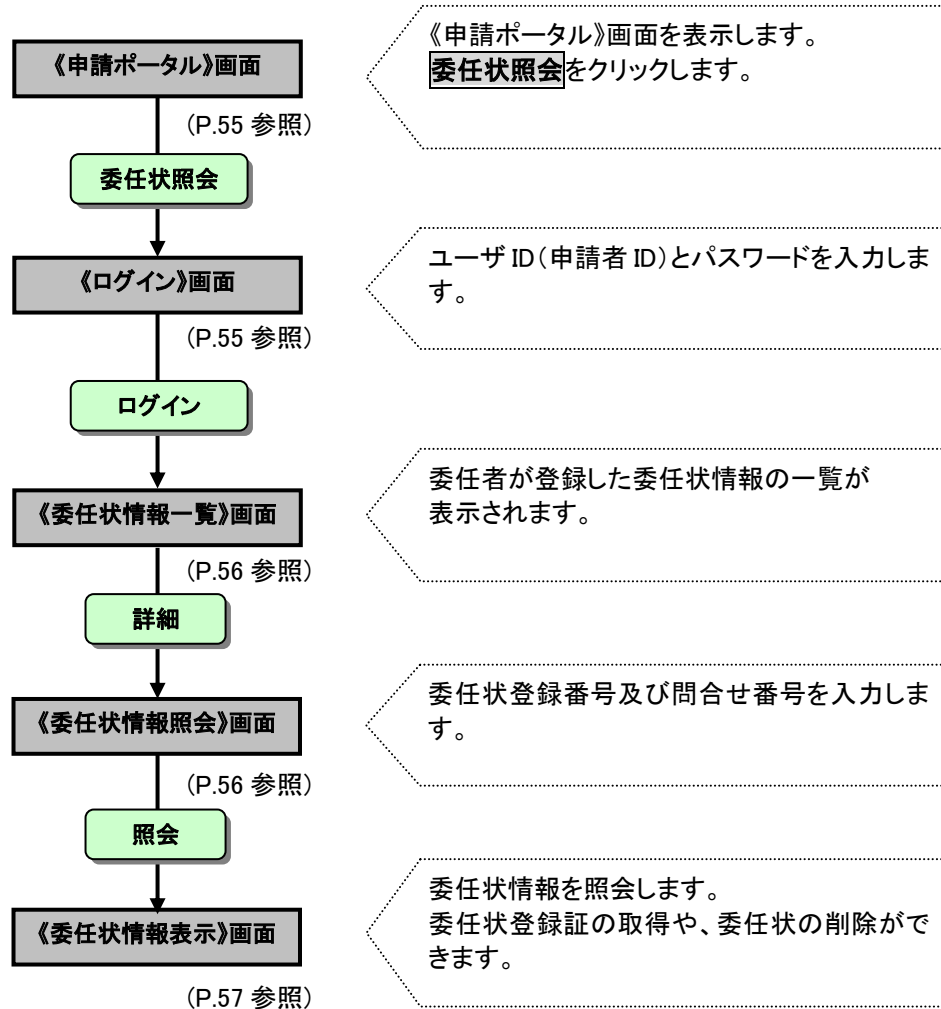 《申請ポータル》画面
《申請ポータル》画面を表示します。
委任状照会をクリックします。
(P.55 参照)
委任状照会
《ログイン》画面
ユーザ ID(申請者 ID)とパスワードを入力しま
す。
(P.55 参照)
ログイン
《委任状情報一覧》画面
委任者が登録した委任状情報の一覧が
表示されます。
(P.56 参照)
詳細
《委任状情報照会》画面
委任状登録番号及び問合せ番号を入力しま
す。
(P.56 参照)
照会
《委任状情報表示》画面
委任状情報を照会します。
委任状登録証の取得や、委任状の削除がで
きます。
(P.57 参照)